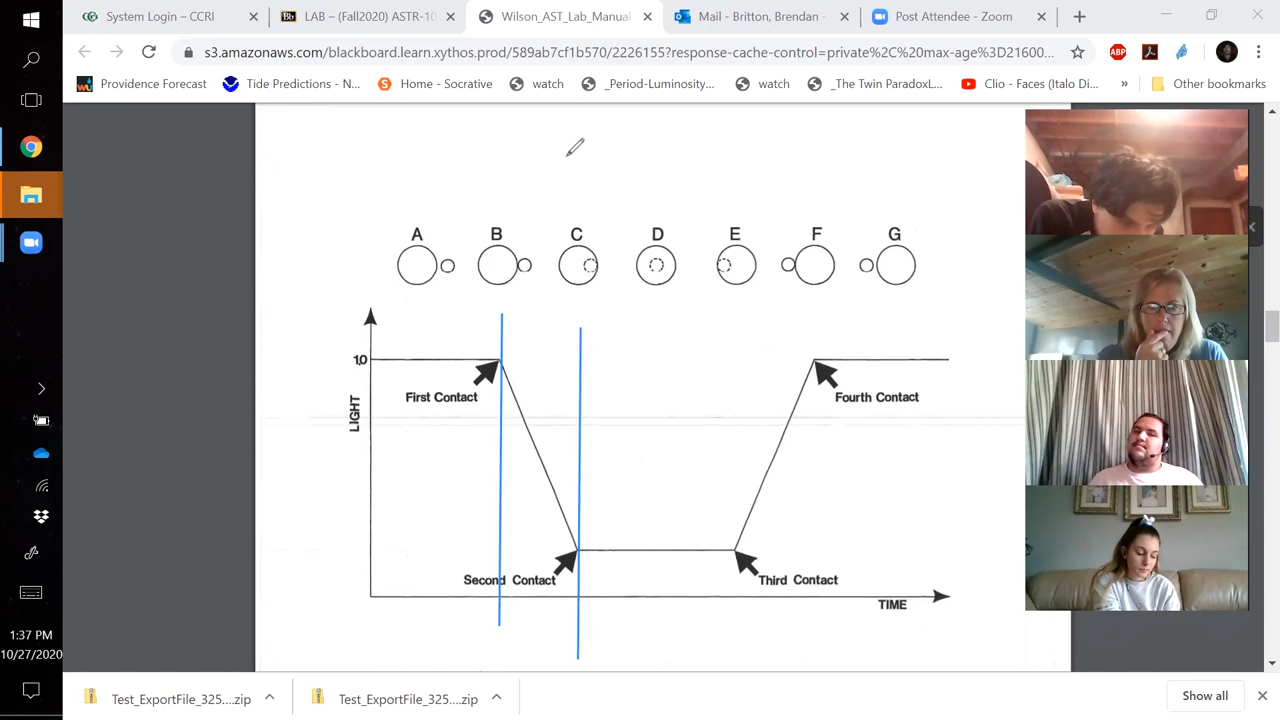 System Login – CCRI
LAB – (Fall2020) ASTR-10
Wilson_AST_Lab_Manual
Mail - Britton, Brendan -
Post Attendee - Zoom
s3.amazonaws.com/blackboard.learn.xythos.prod/589ab7cf1b570/2226155?response-cache-control=private%2C%20max-age%3D21600...
ABP
Providence Forecast
Tide Predictions - N...
Home - Socrative
watch
_Period-Luminosity...
watch
_The Twin ParadoxL...
Clio - Faces (Italo Di...
»
Other bookmarks
A B C D E F G
1.0
First Contact
Fourth Contact
LIGHT
Second Contact
Third Contact
TIME
1:37 PM
10/27/2020
Test_ExportFile_325....zip
Test_ExportFile_325....zip
Show all